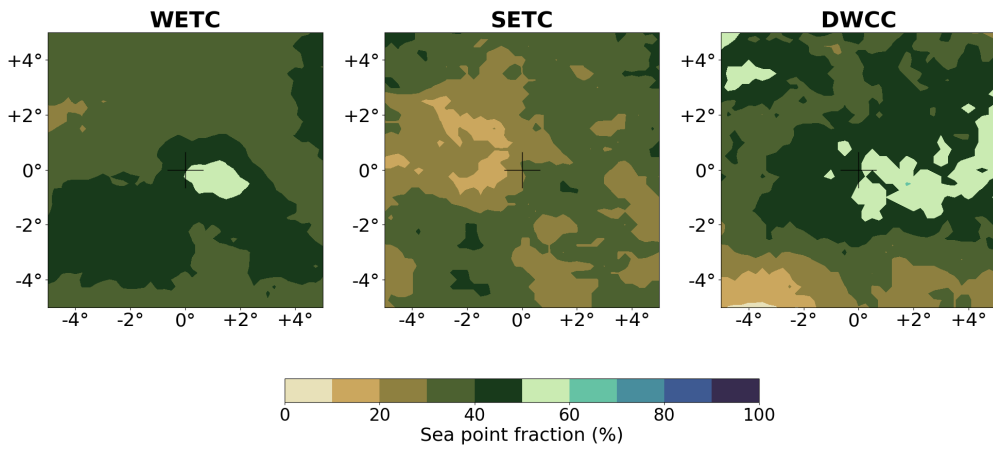 WETC SETC DWCC
+4° +4° +4°
+2° +2° +2°
0° 0° 0°
-2° -2° -2°
-4° -4° -4°
-4° -2° 0° +2° +4° -4° -2° 0° +2° +4° -4° -2° 0° +2° +4°
0 20 40 60 80 100
Sea point fraction (%)